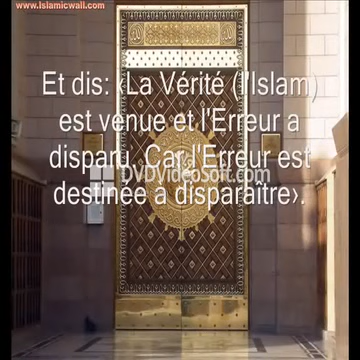 www.Islamicwall.com
Et dis: ‹La Vérité (l'Islam)
est venue et l'Erreur a
disparu. Car l'Erreur est
destinée à disparaître›.
DVDVideoSoft.com